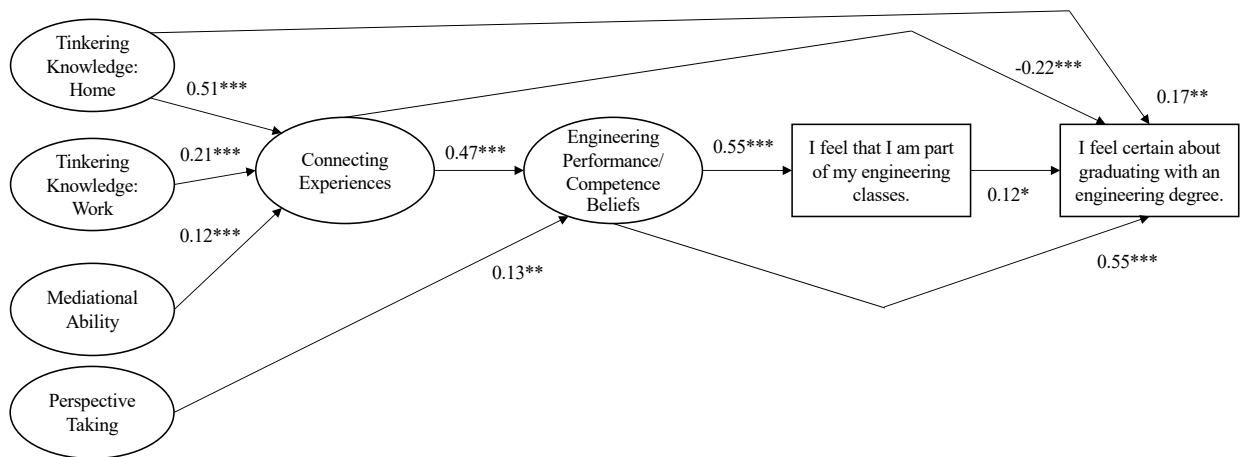 Tinkering
Knowledge:
Home
0.51***
Tinkering
Knowledge:
Work
0.21***
Mediational
Ability
0.12***
Perspective
Taking
0.13**
Connecting
Experiences
0.47***
Engineering
Performance/
Competence
Beliefs
0.55***
I feel that I am part
of my engineering
classes.
0.12*
-0.22***
0.17**
I feel certain about
graduating with an
engineering degree.
0.55***